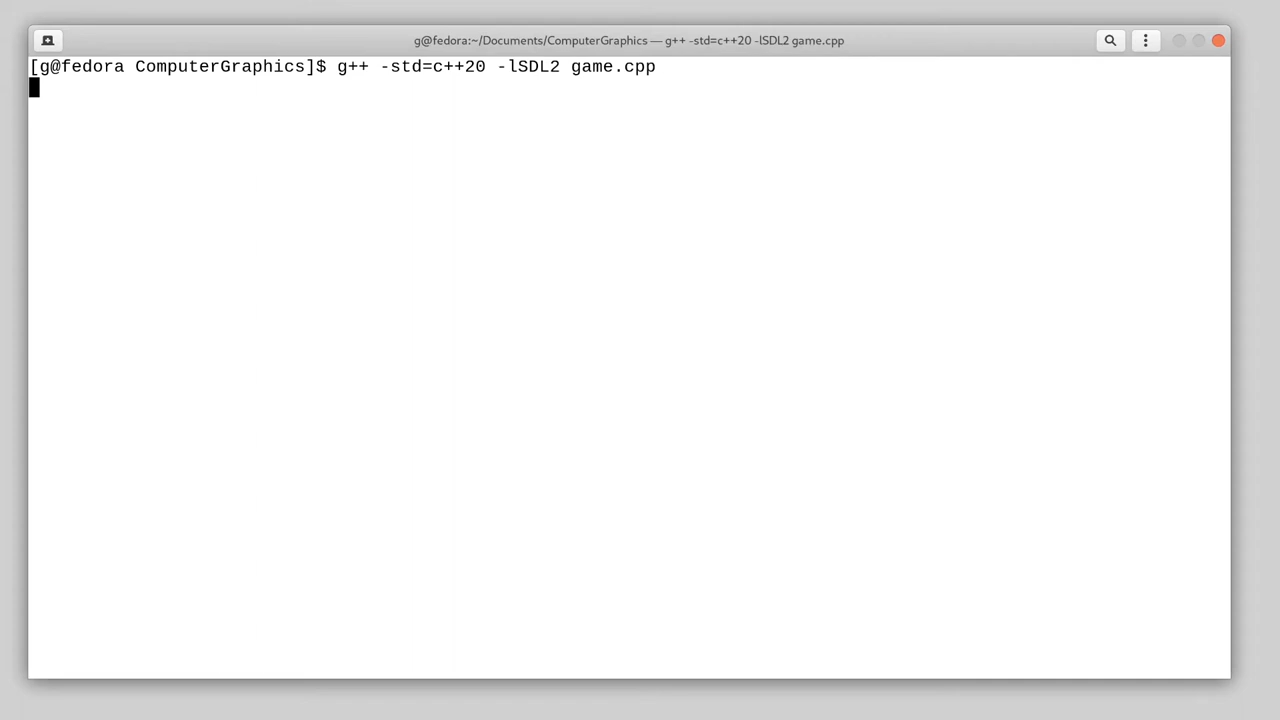 g@fedora:~/Documents/ComputerGraphics — g++ -std=c++20 -lSDL2 game.cpp
[g@fedora ComputerGraphics]$ g++ -std=c++20 -lSDL2 game.cpp